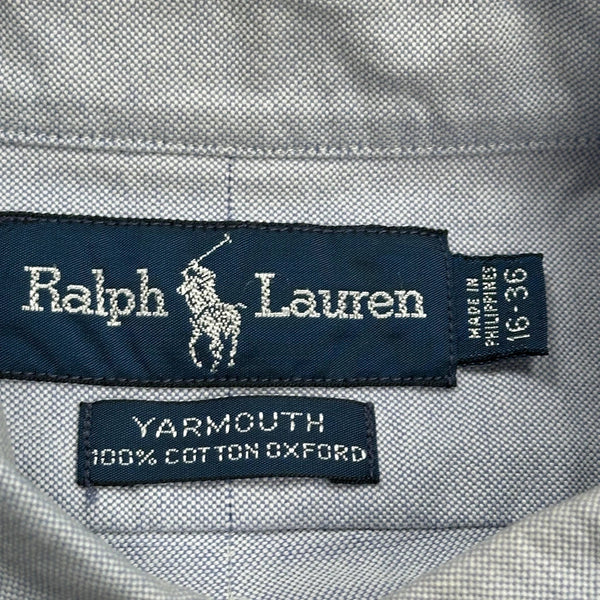 Ralph Lauren
MADE IN
PHILIPPINES
16-36
YARMOUTH
100% COTTON OXFORD